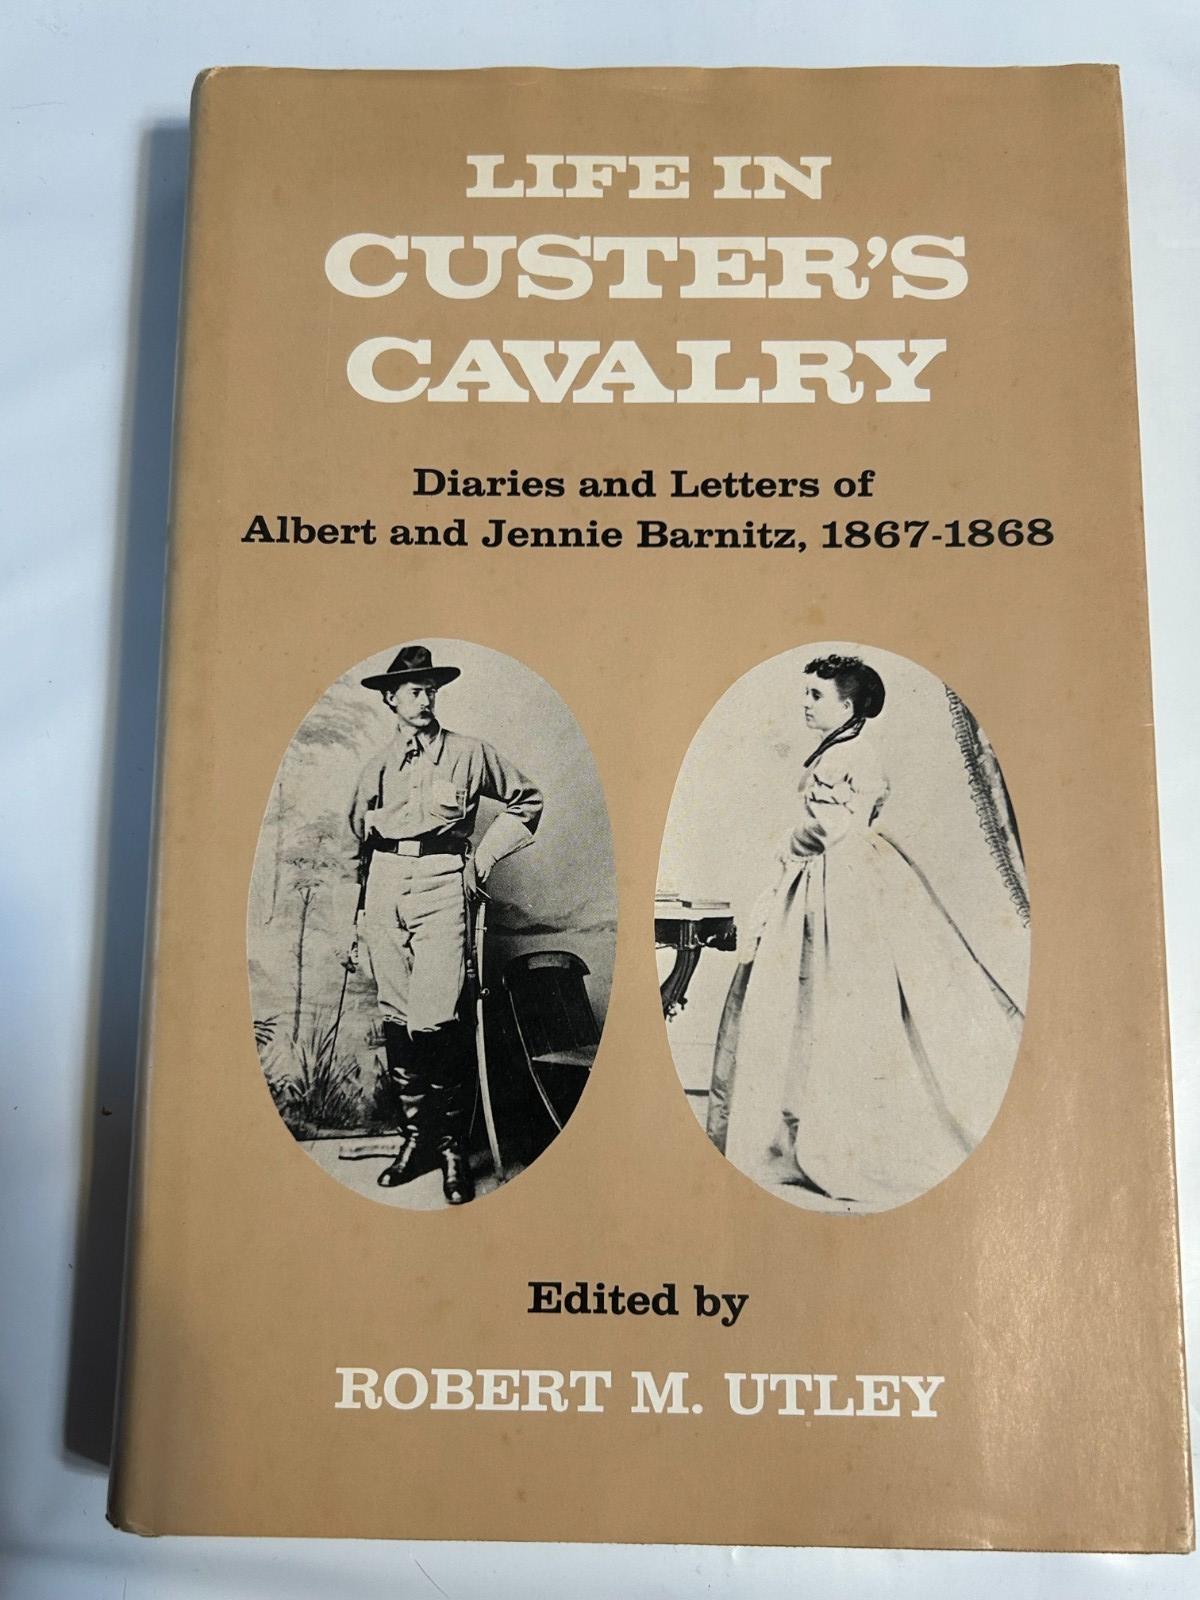 LIFE IN
CUSTER'S
CAVALRY
Diaries and Letters of
Albert and Jennie Barnitz, 1867-1868
Edited by
ROBERT M. UTLEY